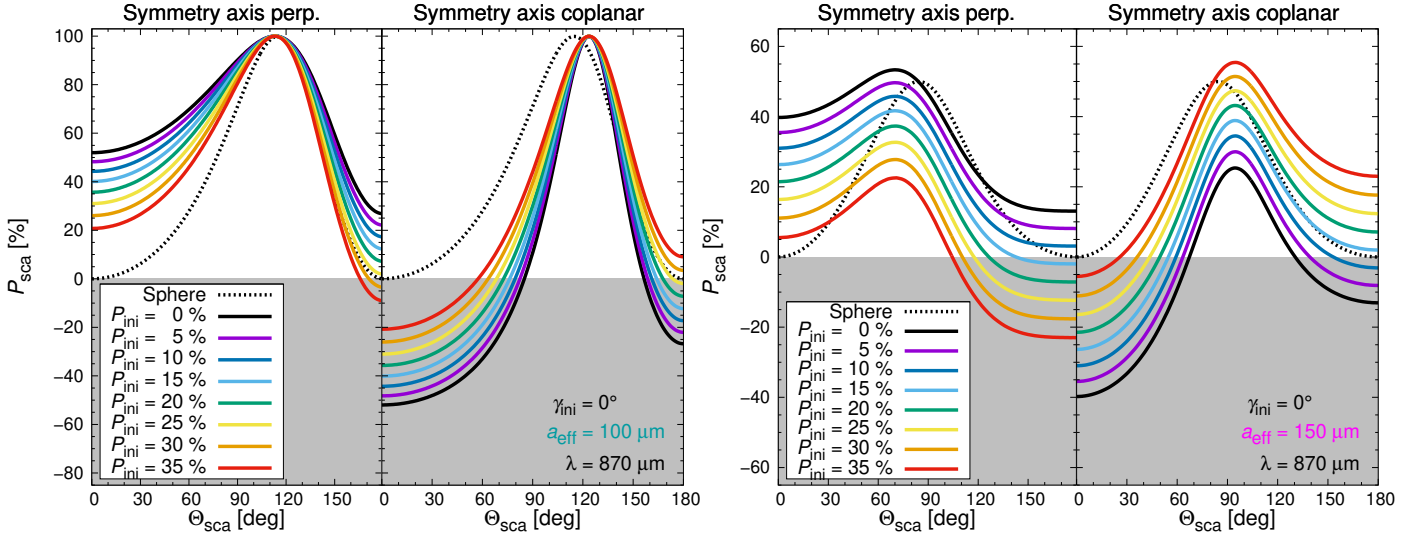 Symmetry axis perp. Symmetry axis coplanar Symmetry axis perp. Symmetry axis coplanar
100
80
60
40
20
0
−20
−40
−60
−80
P_sca [%]
Sphere
P_ini = 0 %
P_ini = 5 %
P_ini = 10 %
P_ini = 15 %
P_ini = 20 %
P_ini = 25 %
P_ini = 30 %
P_ini = 35 %
γ_ini = 0°
a_eff = 100 μm
λ = 870 μm
0 30 60 90 120 150 0 30 60 90 120 150 180
Θ_sca [deg] Θ_sca [deg]
60
40
20
0
−20
−40
−60
P_sca [%]
Sphere
P_ini = 0 %
P_ini = 5 %
P_ini = 10 %
P_ini = 15 %
P_ini = 20 %
P_ini = 25 %
P_ini = 30 %
P_ini = 35 %
γ_ini = 0°
a_eff = 150 μm
λ = 870 μm
0 30 60 90 120 150 0 30 60 90 120 150 180
Θ_sca [deg] Θ_sca [deg]